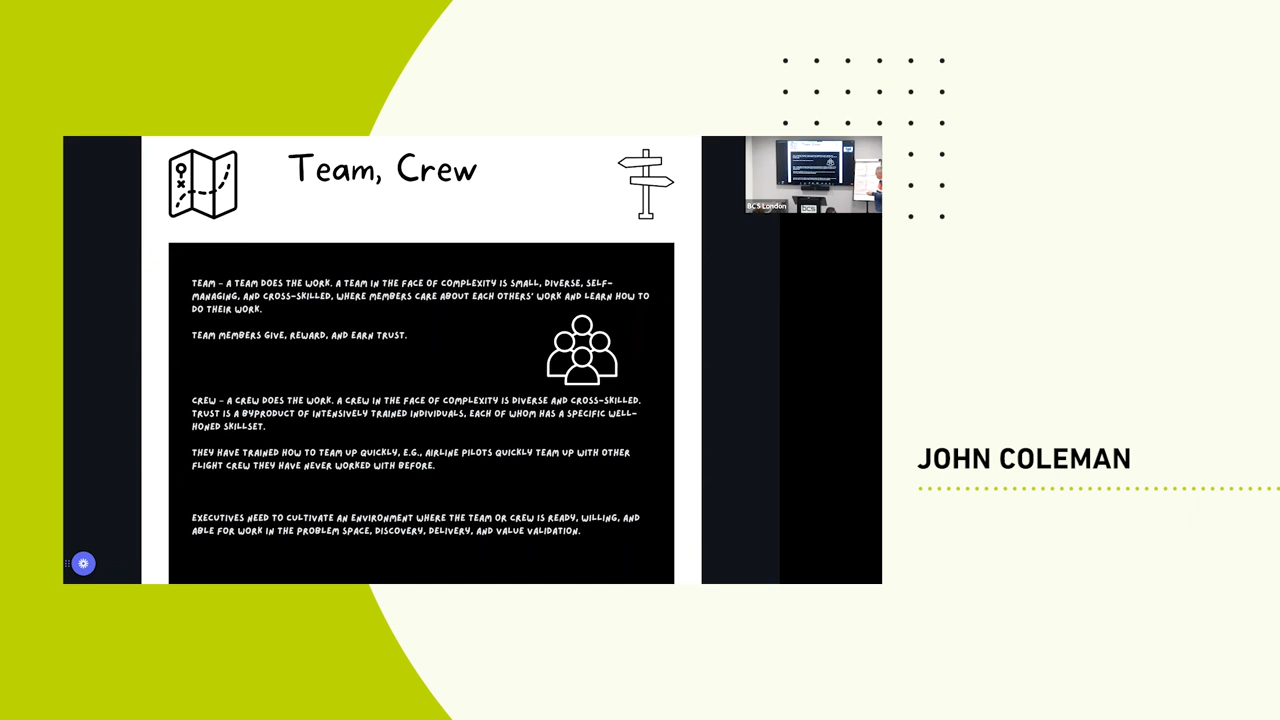 Team, Crew
TEAM – A TEAM DOES THE WORK. A TEAM IN THE FACE OF COMPLEXITY IS SMALL, DIVERSE, SELF-
MANAGING, AND CROSS-SKILLED, WHERE MEMBERS CARE ABOUT EACH OTHERS' WORK AND LEARN HOW TO
DO THEIR WORK.
TEAM MEMBERS GIVE, REWARD, AND EARN TRUST.
CREW – A CREW DOES THE WORK. A CREW IN THE FACE OF COMPLEXITY IS DIVERSE AND CROSS-SKILLED.
TRUST IS A BYPRODUCT OF INTENSIVELY TRAINED INDIVIDUALS, EACH OF WHOM HAS A SPECIFIC WELL-
HONED SKILLSET.
THEY HAVE TRAINED HOW TO TEAM UP QUICKLY, E.G., AIRLINE PILOTS QUICKLY TEAM UP WITH OTHER
FLIGHT CREW THEY HAVE NEVER WORKED WITH BEFORE.
EXECUTIVES NEED TO CULTIVATE AN ENVIRONMENT WHERE THE TEAM OR CREW IS READY, WILLING, AND
ABLE FOR WORK IN THE PROBLEM SPACE, DISCOVERY, DELIVERY, AND VALUE VALIDATION.
BCS London
BCS
JOHN COLEMAN